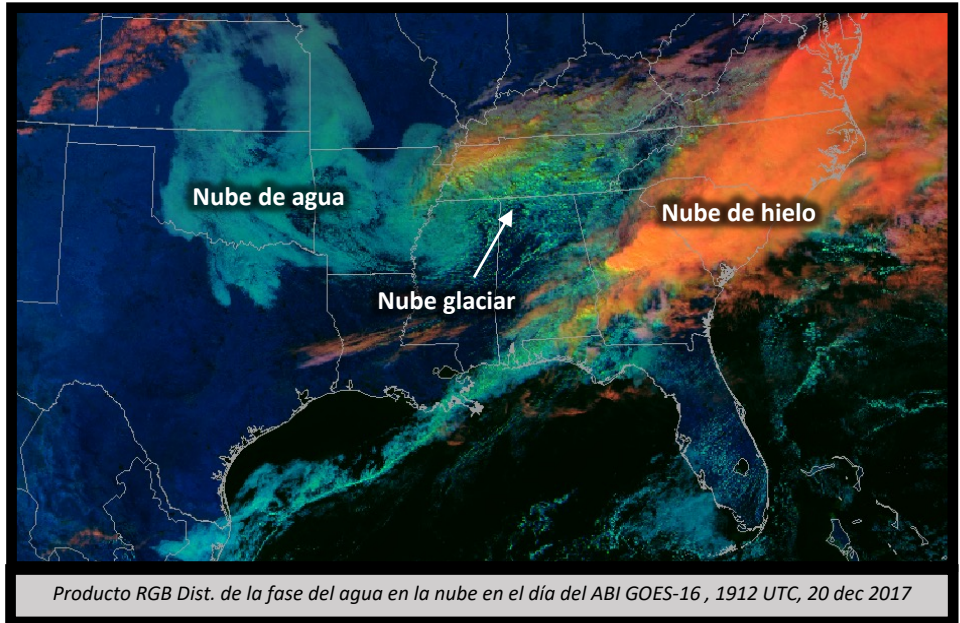 Nube de agua
Nube de hielo
Nube glaciar
Producto RGB Dist. de la fase del agua en la nube en el día del ABI GOES-16 , 1912 UTC, 20 dec 2017